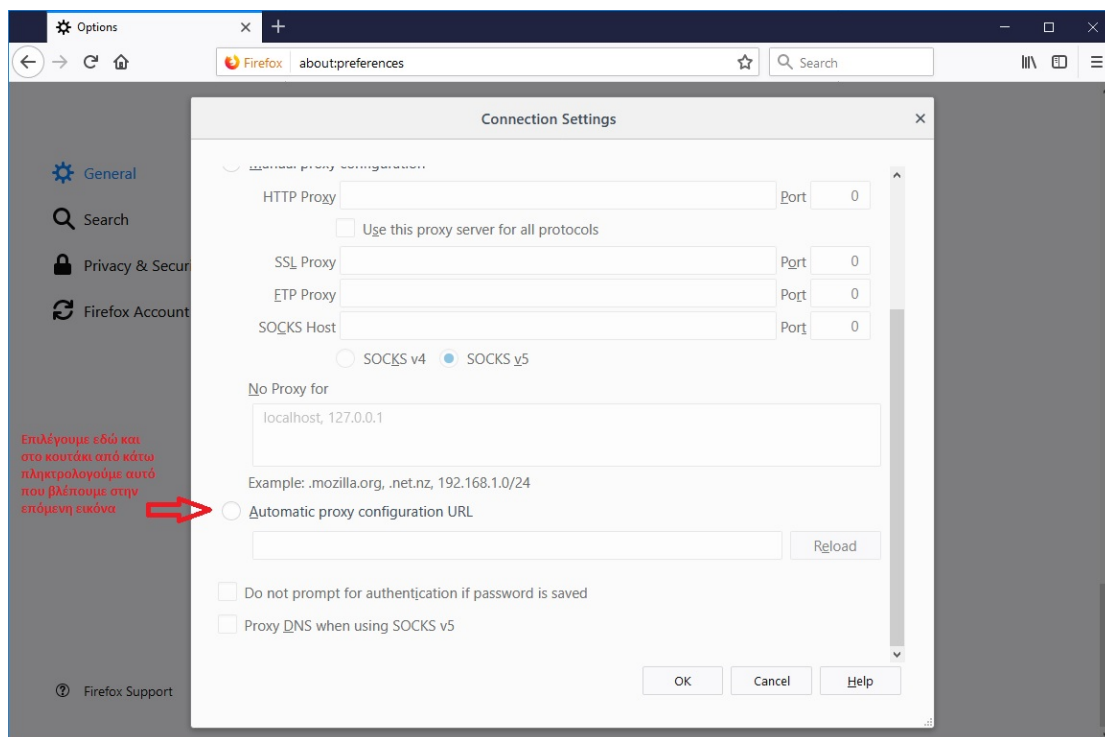 Options
Firefox about:preferences
Search
Connection Settings
Manual proxy configuration
General
HTTP Proxy Port 0
Search
Use this proxy server for all protocols
Privacy & Securi
SSL Proxy Port 0
FTP Proxy Port 0
Firefox Account
SOCKS Host Port 0
SOCKS v4 SOCKS v5
No Proxy for
localhost, 127.0.0.1
Επιλέγουμε εδώ και
στο κουτάκι από κάτω
πληκτρολογούμε αυτό
που βλέπουμε στην
επόμενη εικόνα
Example: .mozilla.org, .net.nz, 192.168.1.0/24
Automatic proxy configuration URL
Reload
Do not prompt for authentication if password is saved
Proxy DNS when using SOCKS v5
OK Cancel Help
Firefox Support